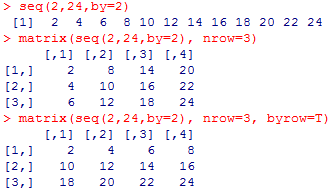 > seq(2,24,by=2)
 [1]  2  4  6  8 10 12 14 16 18 20 22 24
> matrix(seq(2,24,by=2), nrow=3)
     [,1] [,2] [,3] [,4]
[1,]    2    8   14   20
[2,]    4   10   16   22
[3,]    6   12   18   24
> matrix(seq(2,24,by=2), nrow=3, byrow=T)
     [,1] [,2] [,3] [,4]
[1,]    2    4    6    8
[2,]   10   12   14   16
[3,]   18   20   22   24